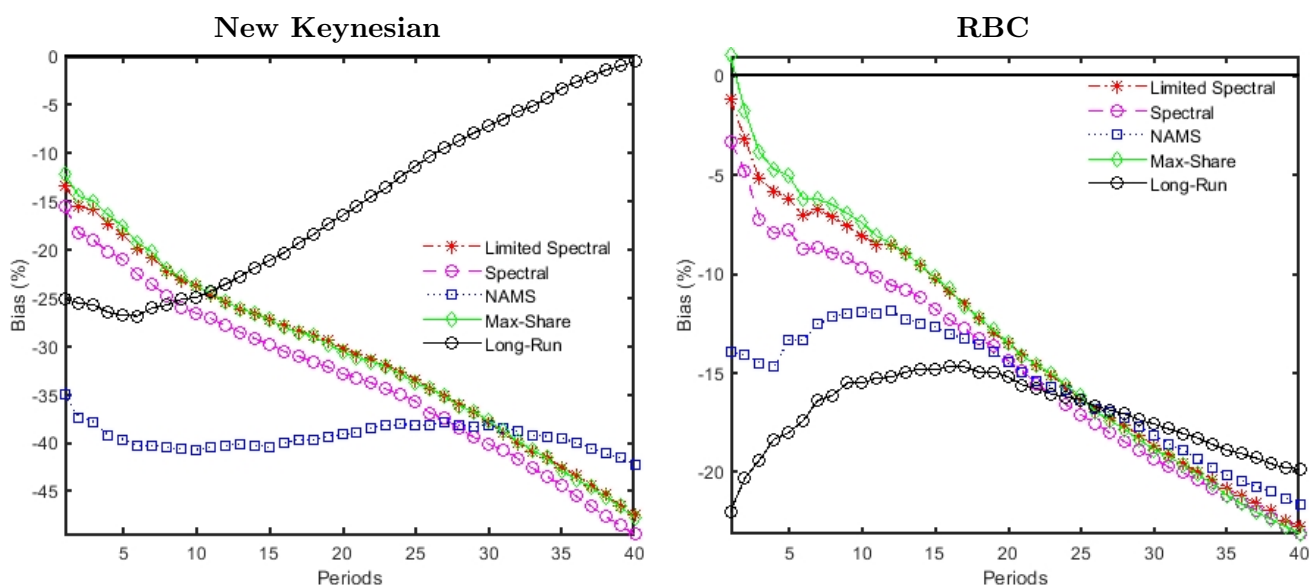 New Keynesian
0
-5
-10
-15
-20
-25
-30
-35
-40
-45
Bias (%)
5 10 15 20 25 30 35 40
Periods
Limited Spectral
Spectral
NAMS
Max-Share
Long-Run
RBC
0
-5
-10
-15
-20
Bias (%)
5 10 15 20 25 30 35 40
Periods
Limited Spectral
Spectral
NAMS
Max-Share
Long-Run